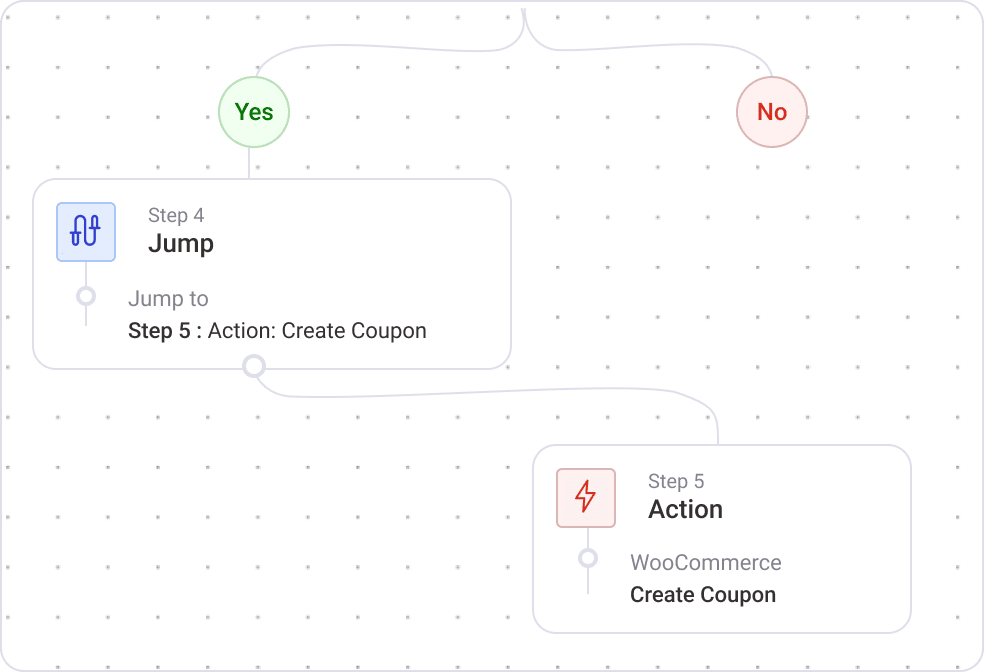 Yes
No
Step 4
Jump
Jump to
Step 5 : Action: Create Coupon
Step 5
Action
WooCommerce
Create Coupon